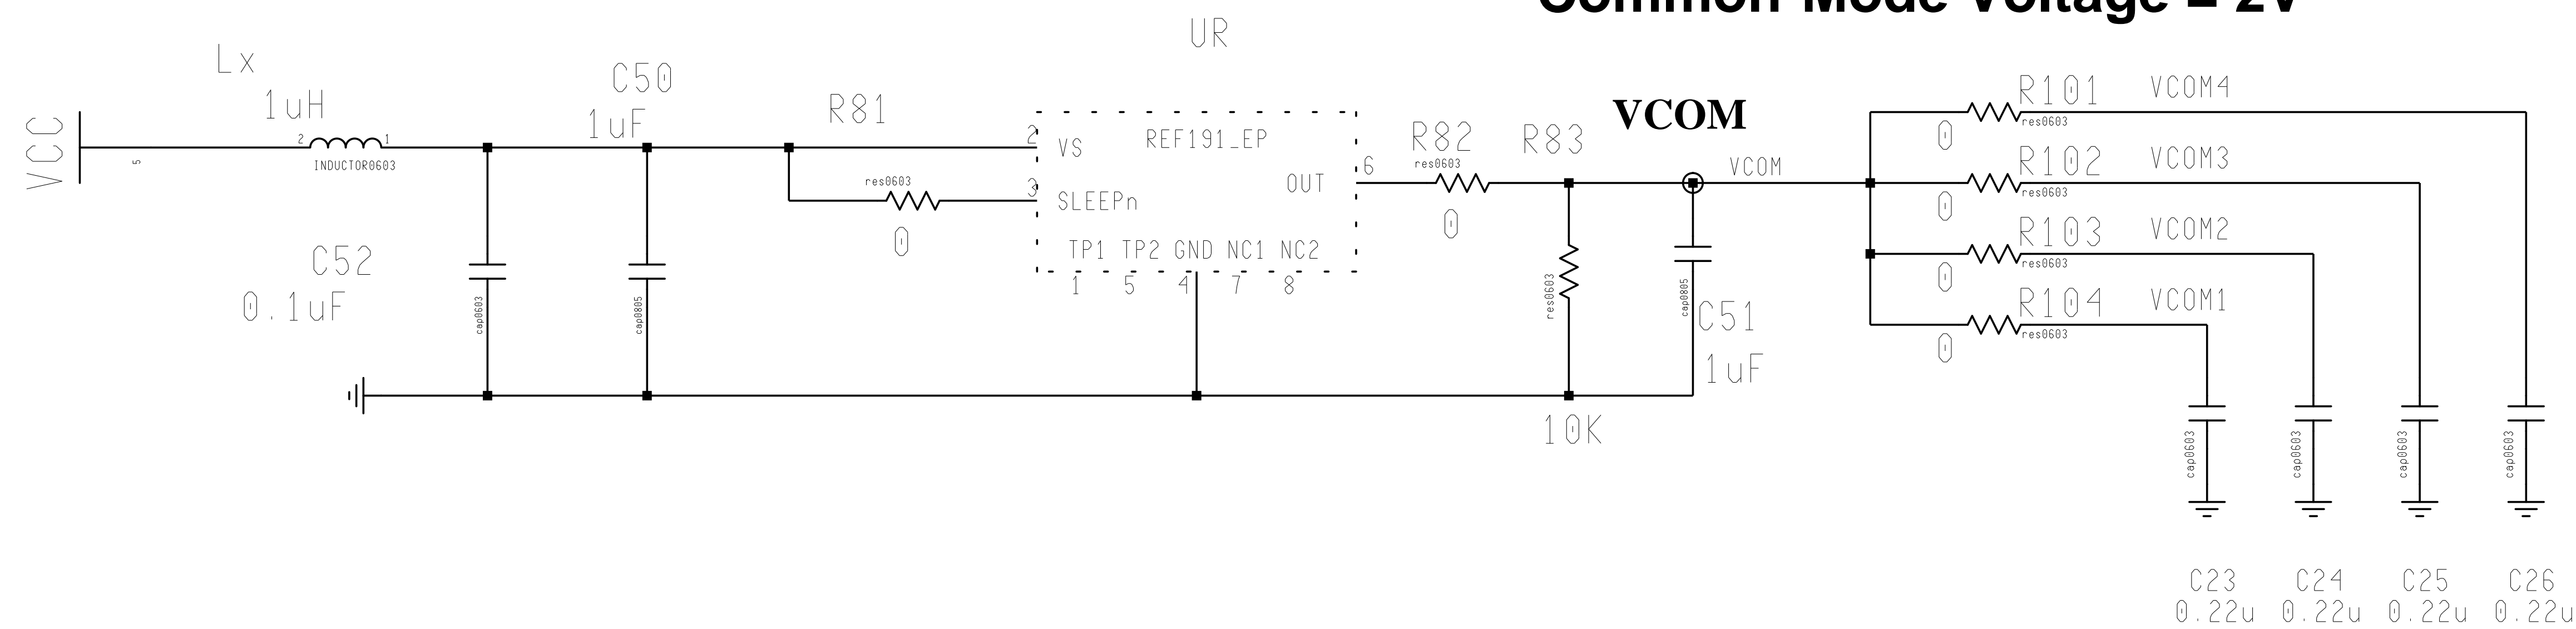 Common Mode Voltage = 2V
UR
Lx
1uH
2
1
INDUCTOR0603
VCC
5
C50
1uF
cap0805
C52
0.1uF
cap0603
R81
res0603
0
2
VS
REF191_EP
3
SLEEPn
OUT
6
TP1 TP2 GND NC1 NC2
1 5 4 7 8
R82
res0603
0
R83
res0603
10K
VCOM
VCOM
cap0805
C51
1uF
R101 VCOM4
res0603
0
R102 VCOM3
res0603
0
R103 VCOM2
res0603
0
R104 VCOM1
res0603
0
cap0603 cap0603 cap0603 cap0603
C23 C24 C25 C26
0.22u 0.22u 0.22u 0.22u